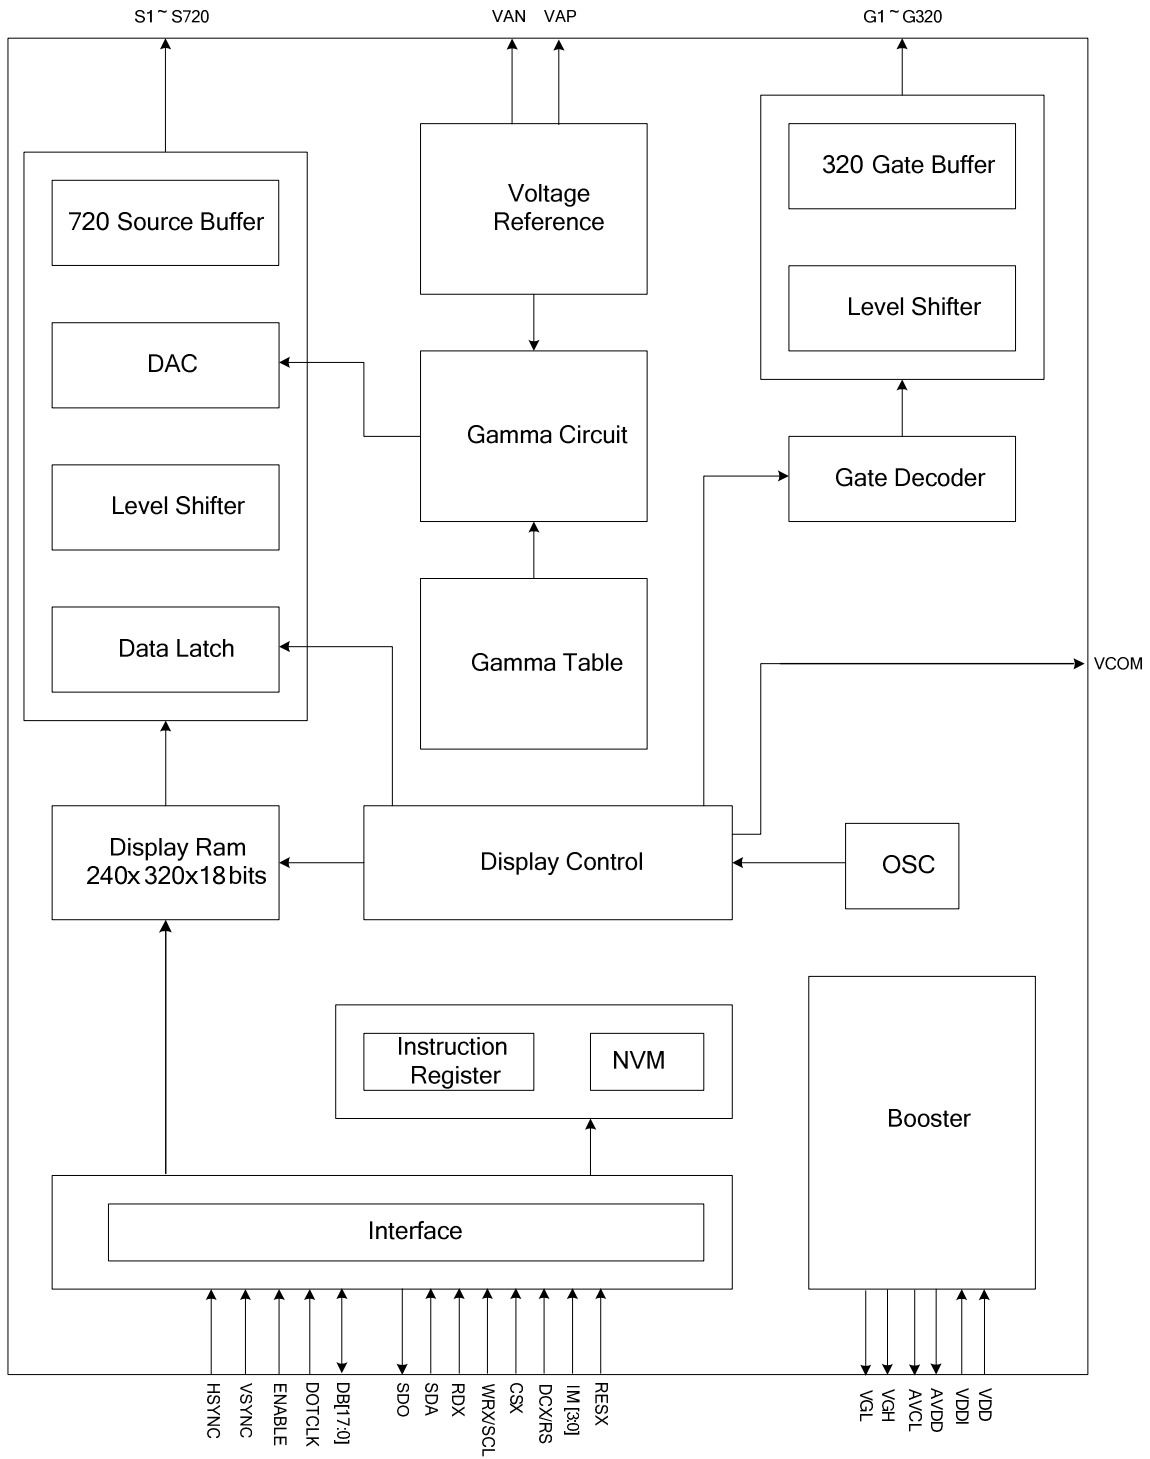 S1~S720
VAN
VAP
G1~G320
720 Source Buffer
DAC
Level Shifter
Data Latch
Voltage
Reference
Gamma Circuit
Gamma Table
320 Gate Buffer
Level Shifter
Gate Decoder
VCOM
Display Ram
240x320x18bits
Display Control
OSC
Instruction
Register
NVM
Booster
Interface
HSYNC
VSYNC
ENABLE
DOTCLK
DB[17:0]
SDO
SDA
RDX
WRX/SCL
CSX
DCX/RS
IM [3:0]
RESX
VGL
VGH
AVCL
AVDD
VDDI
VDD